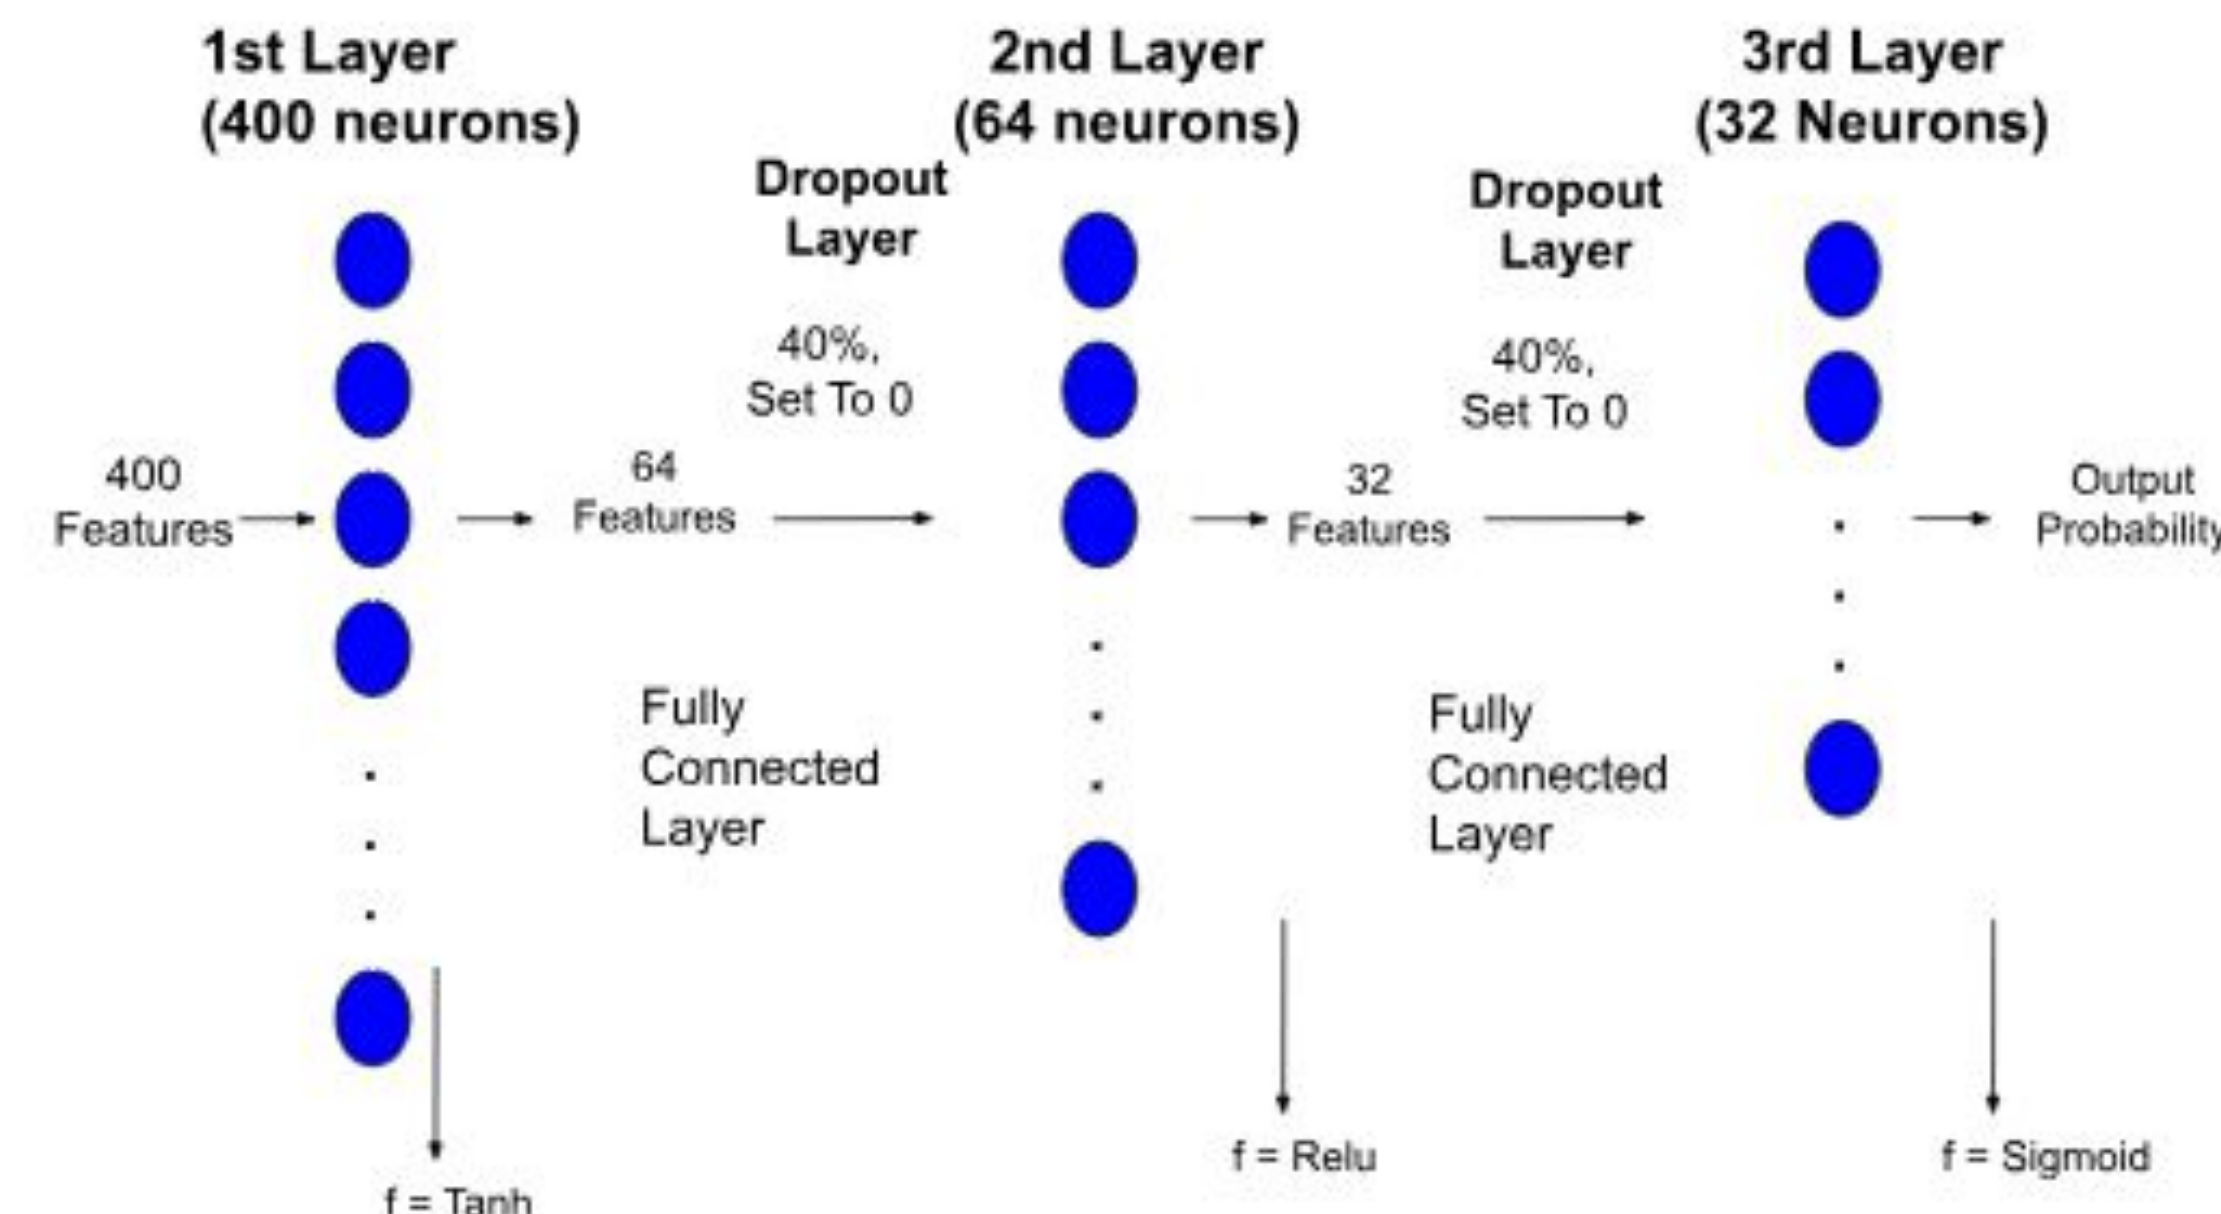 1st Layer
(400 neurons)
2nd Layer
(64 neurons)
3rd Layer
(32 Neurons)
Dropout
Layer
Dropout
Layer
40%,
Set To 0
40%,
Set To 0
400
Features
64
Features
32
Features
Output
Probability
Fully
Connected
Layer
Fully
Connected
Layer
f = Tanh
f = Relu
f = Sigmoid